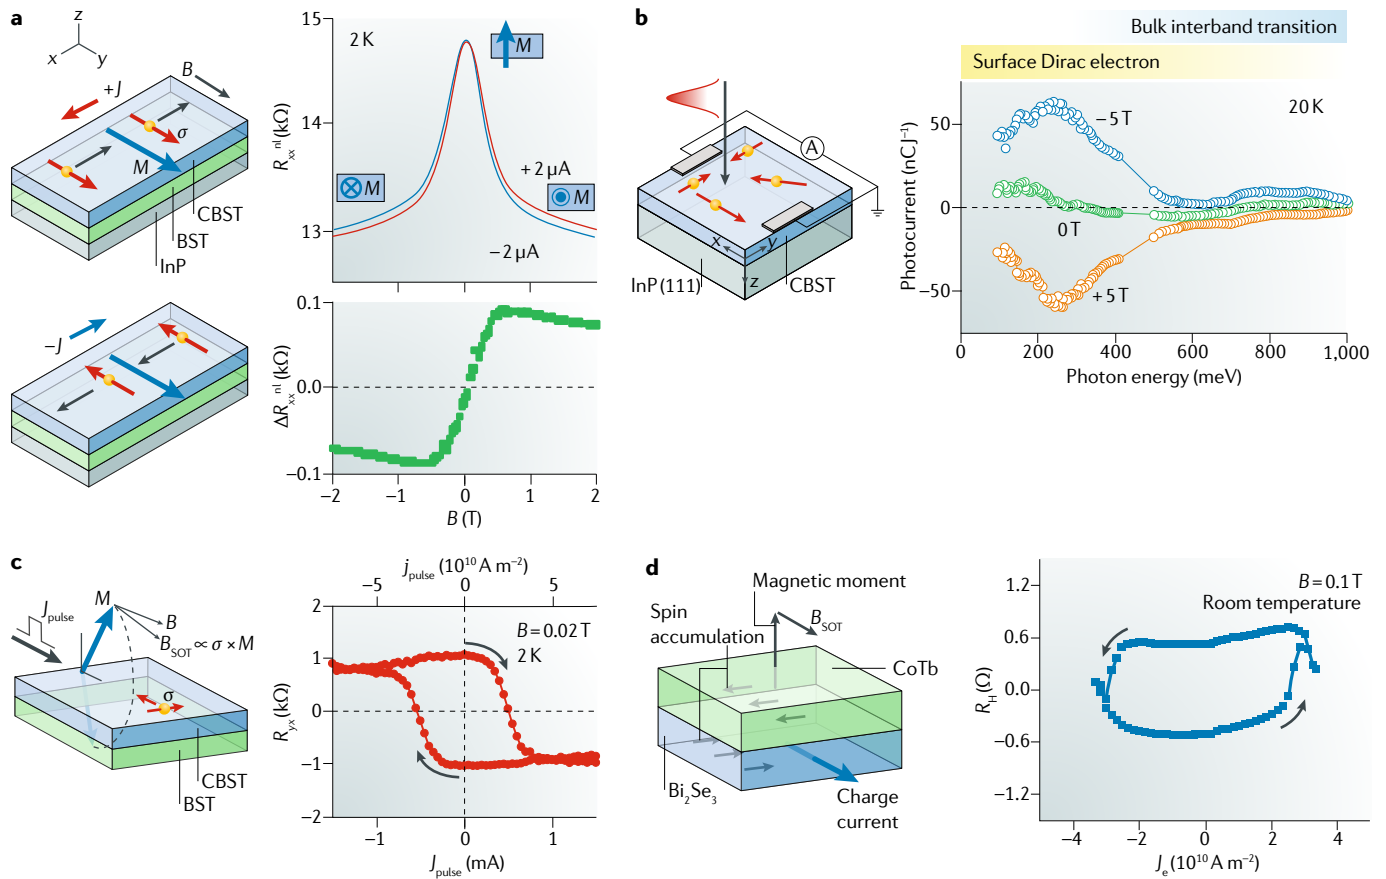 a
z
x
y
+J
B
σ
M
CBST
BST
InP
−J
R_xx^nl (kΩ)
15
14
13
2 K
M
M
M
+2 μA
−2 μA
ΔR_xx^nl (kΩ)
0.1
0.0
−0.1
−2
−1
0
1
2
B (T)
b
A
x
y
z
InP (111)
CBST
Bulk interband transition
Surface Dirac electron
20 K
−5 T
0 T
+5 T
Photocurrent (nC J⁻¹)
50
0
−50
0
200
400
600
800
1,000
Photon energy (meV)
c
J_pulse
M
B
B_SOT ∝ σ × M
σ
CBST
BST
j_pulse (10¹⁰ A m⁻²)
−5
0
5
B = 0.02 T
2 K
R_yx (kΩ)
2
1
0
−1
−2
−1
0
1
J_pulse (mA)
d
Magnetic moment
Spin
accumulation
B_SOT
CoTb
Bi₂Se₃
Charge
current
B = 0.1 T
Room temperature
R_H (Ω)
1.2
0.6
0.0
−0.6
−1.2
−4
−2
0
2
4
J_e (10¹⁰ A m⁻²)